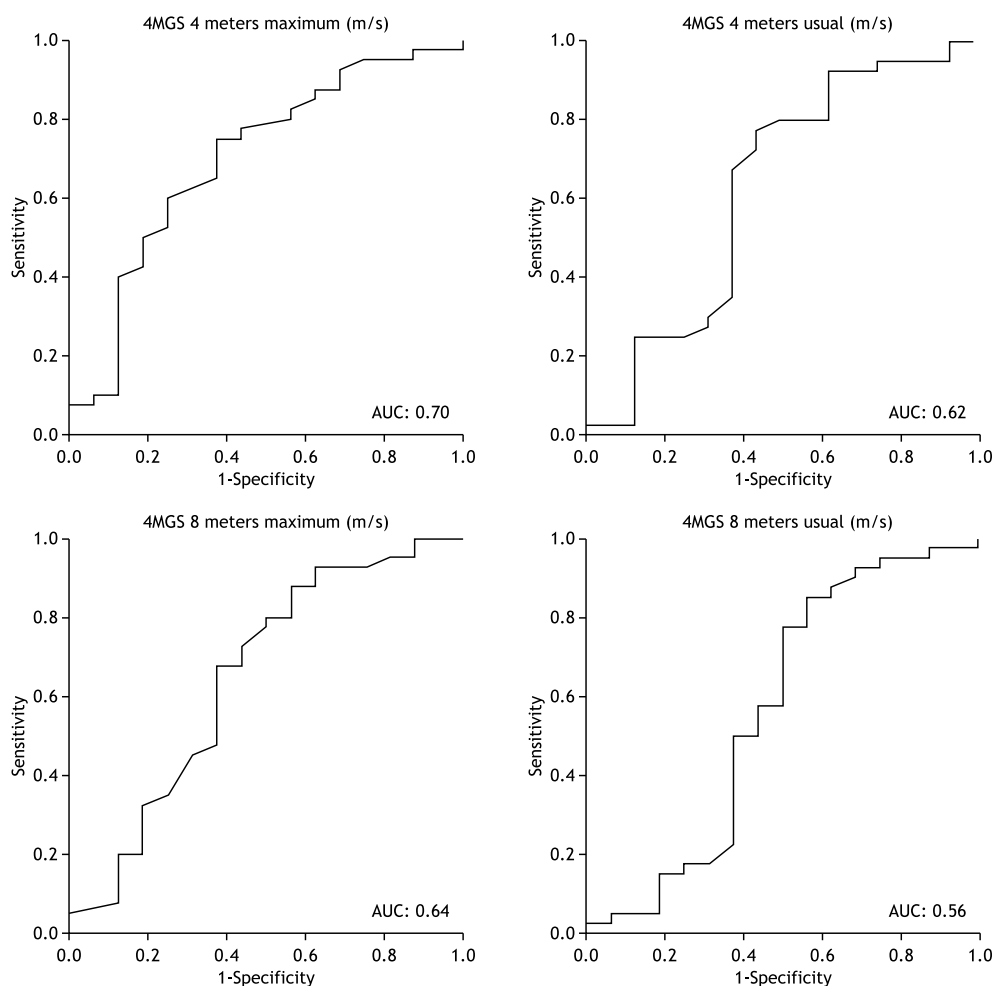 4MGS 4 meters maximum (m/s)
1.0
0.8
0.6
0.4
0.2
0.0
Sensitivity
AUC: 0.70
0.0 0.2 0.4 0.6 0.8 1.0
1-Specificity
4MGS 4 meters usual (m/s)
1.0
0.8
0.6
0.4
0.2
0.0
Sensitivity
AUC: 0.62
0.0 0.2 0.4 0.6 0.8 1.0
1-Specificity
4MGS 8 meters maximum (m/s)
1.0
0.8
0.6
0.4
0.2
0.0
Sensitivity
AUC: 0.64
0.0 0.2 0.4 0.6 0.8 1.0
1-Specificity
4MGS 8 meters usual (m/s)
1.0
0.8
0.6
0.4
0.2
0.0
Sensitivity
AUC: 0.56
0.0 0.2 0.4 0.6 0.8 1.0
1-Specificity